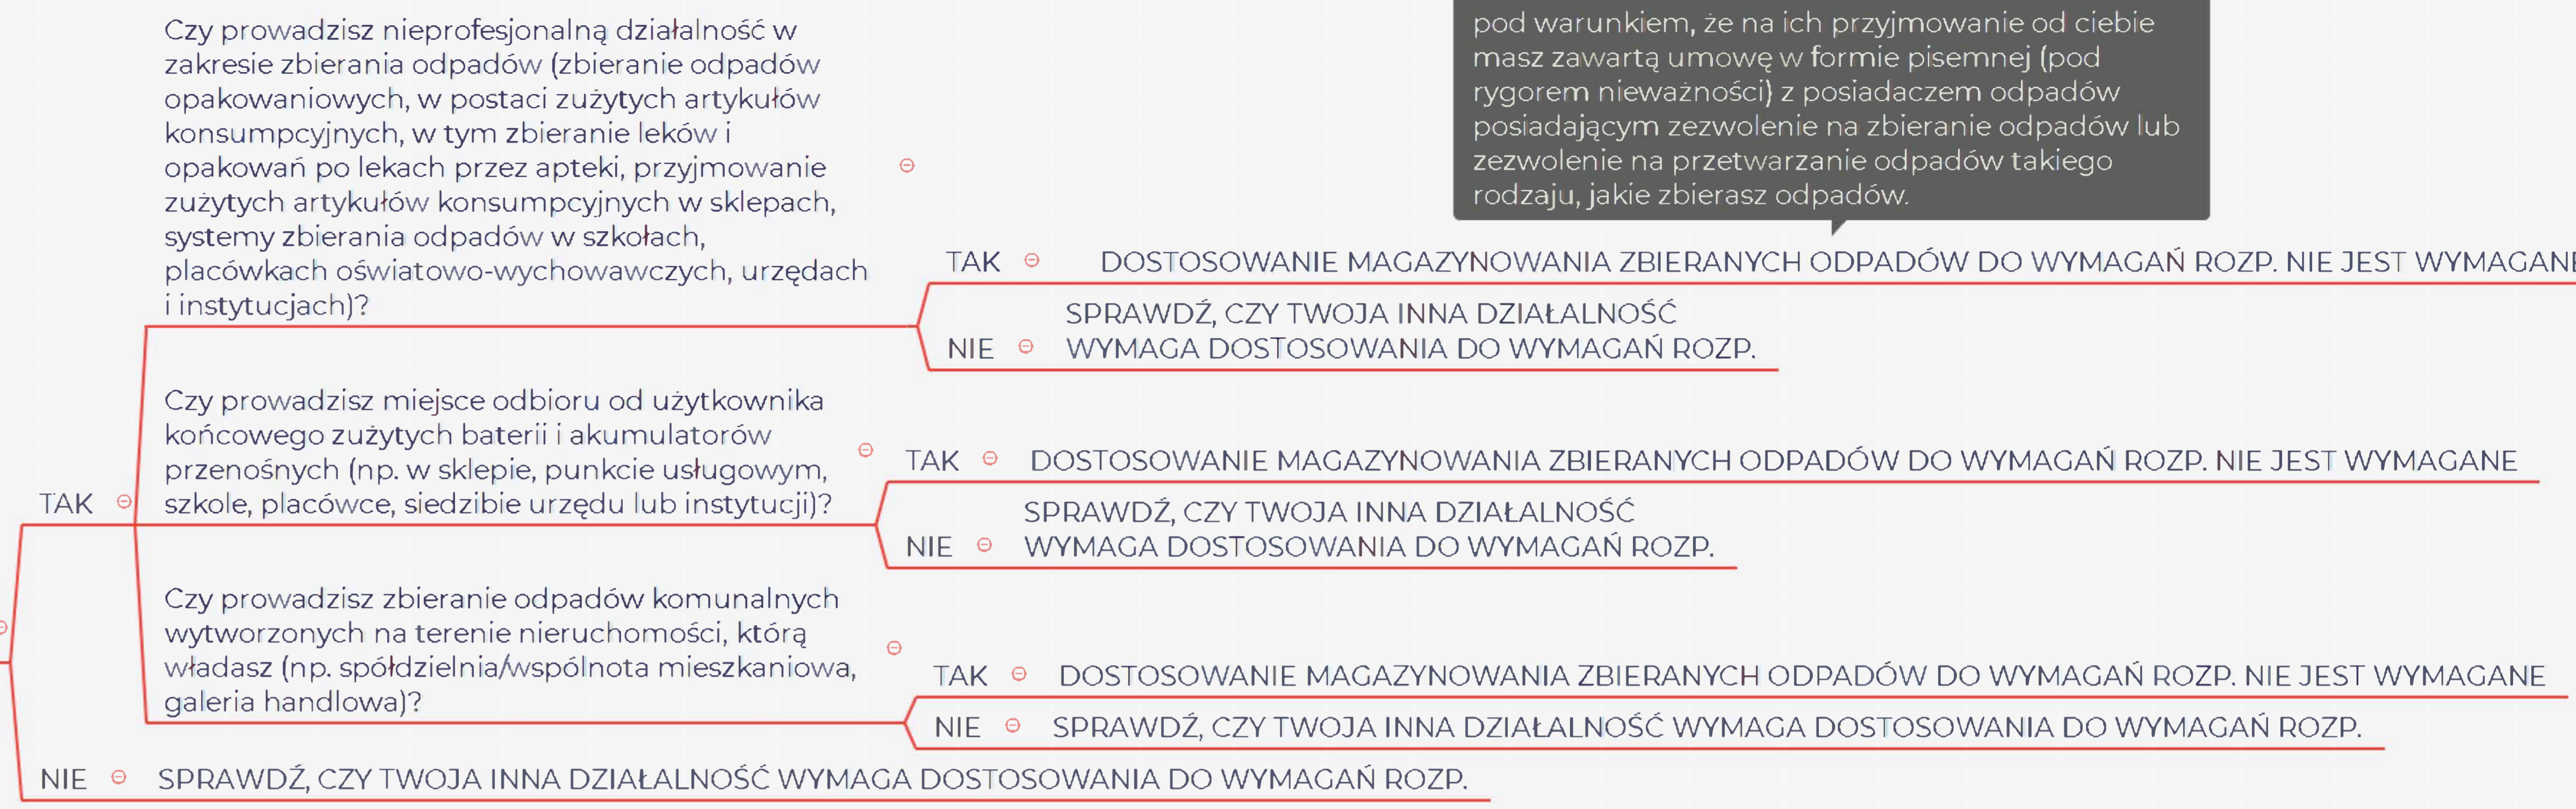 Czy prowadzisz nieprofesjonalną działalność w
zakresie zbierania odpadów (zbieranie odpadów
opakowaniowych, w postaci zużytych artykułów
konsumpcyjnych, w tym zbieranie leków i
opakowań po lekach przez apteki, przyjmowanie
zużytych artykułów konsumpcyjnych w sklepach,
systemy zbierania odpadów w szkołach,
placówkach oświatowo-wychowawczych, urzędach
i instytucjach)?
pod warunkiem, że na ich przyjmowanie od ciebie
masz zawartą umowę w formie pisemnej (pod
rygorem nieważności) z posiadaczem odpadów
posiadającym zezwolenie na zbieranie odpadów lub
zezwolenie na przetwarzanie odpadów takiego
rodzaju, jakie zbierasz odpadów.
TAK DOSTOSOWANIE MAGAZYNOWANIA ZBIERANYCH ODPADÓW DO WYMAGAŃ ROZP. NIE JEST WYMAGANE
SPRAWDŹ, CZY TWOJA INNA DZIAŁALNOŚĆ
NIE WYMAGA DOSTOSOWANIA DO WYMAGAŃ ROZP.
TAK
Czy prowadzisz miejsce odbioru od użytkownika
końcowego zużytych baterii i akumulatorów
przenośnych (np. w sklepie, punkcie usługowym,
szkole, placówce, siedzibie urzędu lub instytucji)?
TAK DOSTOSOWANIE MAGAZYNOWANIA ZBIERANYCH ODPADÓW DO WYMAGAŃ ROZP. NIE JEST WYMAGANE
SPRAWDŹ, CZY TWOJA INNA DZIAŁALNOŚĆ
NIE WYMAGA DOSTOSOWANIA DO WYMAGAŃ ROZP.
Czy prowadzisz zbieranie odpadów komunalnych
wytworzonych na terenie nieruchomości, którą
władasz (np. spółdzielnia/wspólnota mieszkaniowa,
galeria handlowa)?
TAK DOSTOSOWANIE MAGAZYNOWANIA ZBIERANYCH ODPADÓW DO WYMAGAŃ ROZP. NIE JEST WYMAGANE
NIE SPRAWDŹ, CZY TWOJA INNA DZIAŁALNOŚĆ WYMAGA DOSTOSOWANIA DO WYMAGAŃ ROZP.
NIE SPRAWDŹ, CZY TWOJA INNA DZIAŁALNOŚĆ WYMAGA DOSTOSOWANIA DO WYMAGAŃ ROZP.